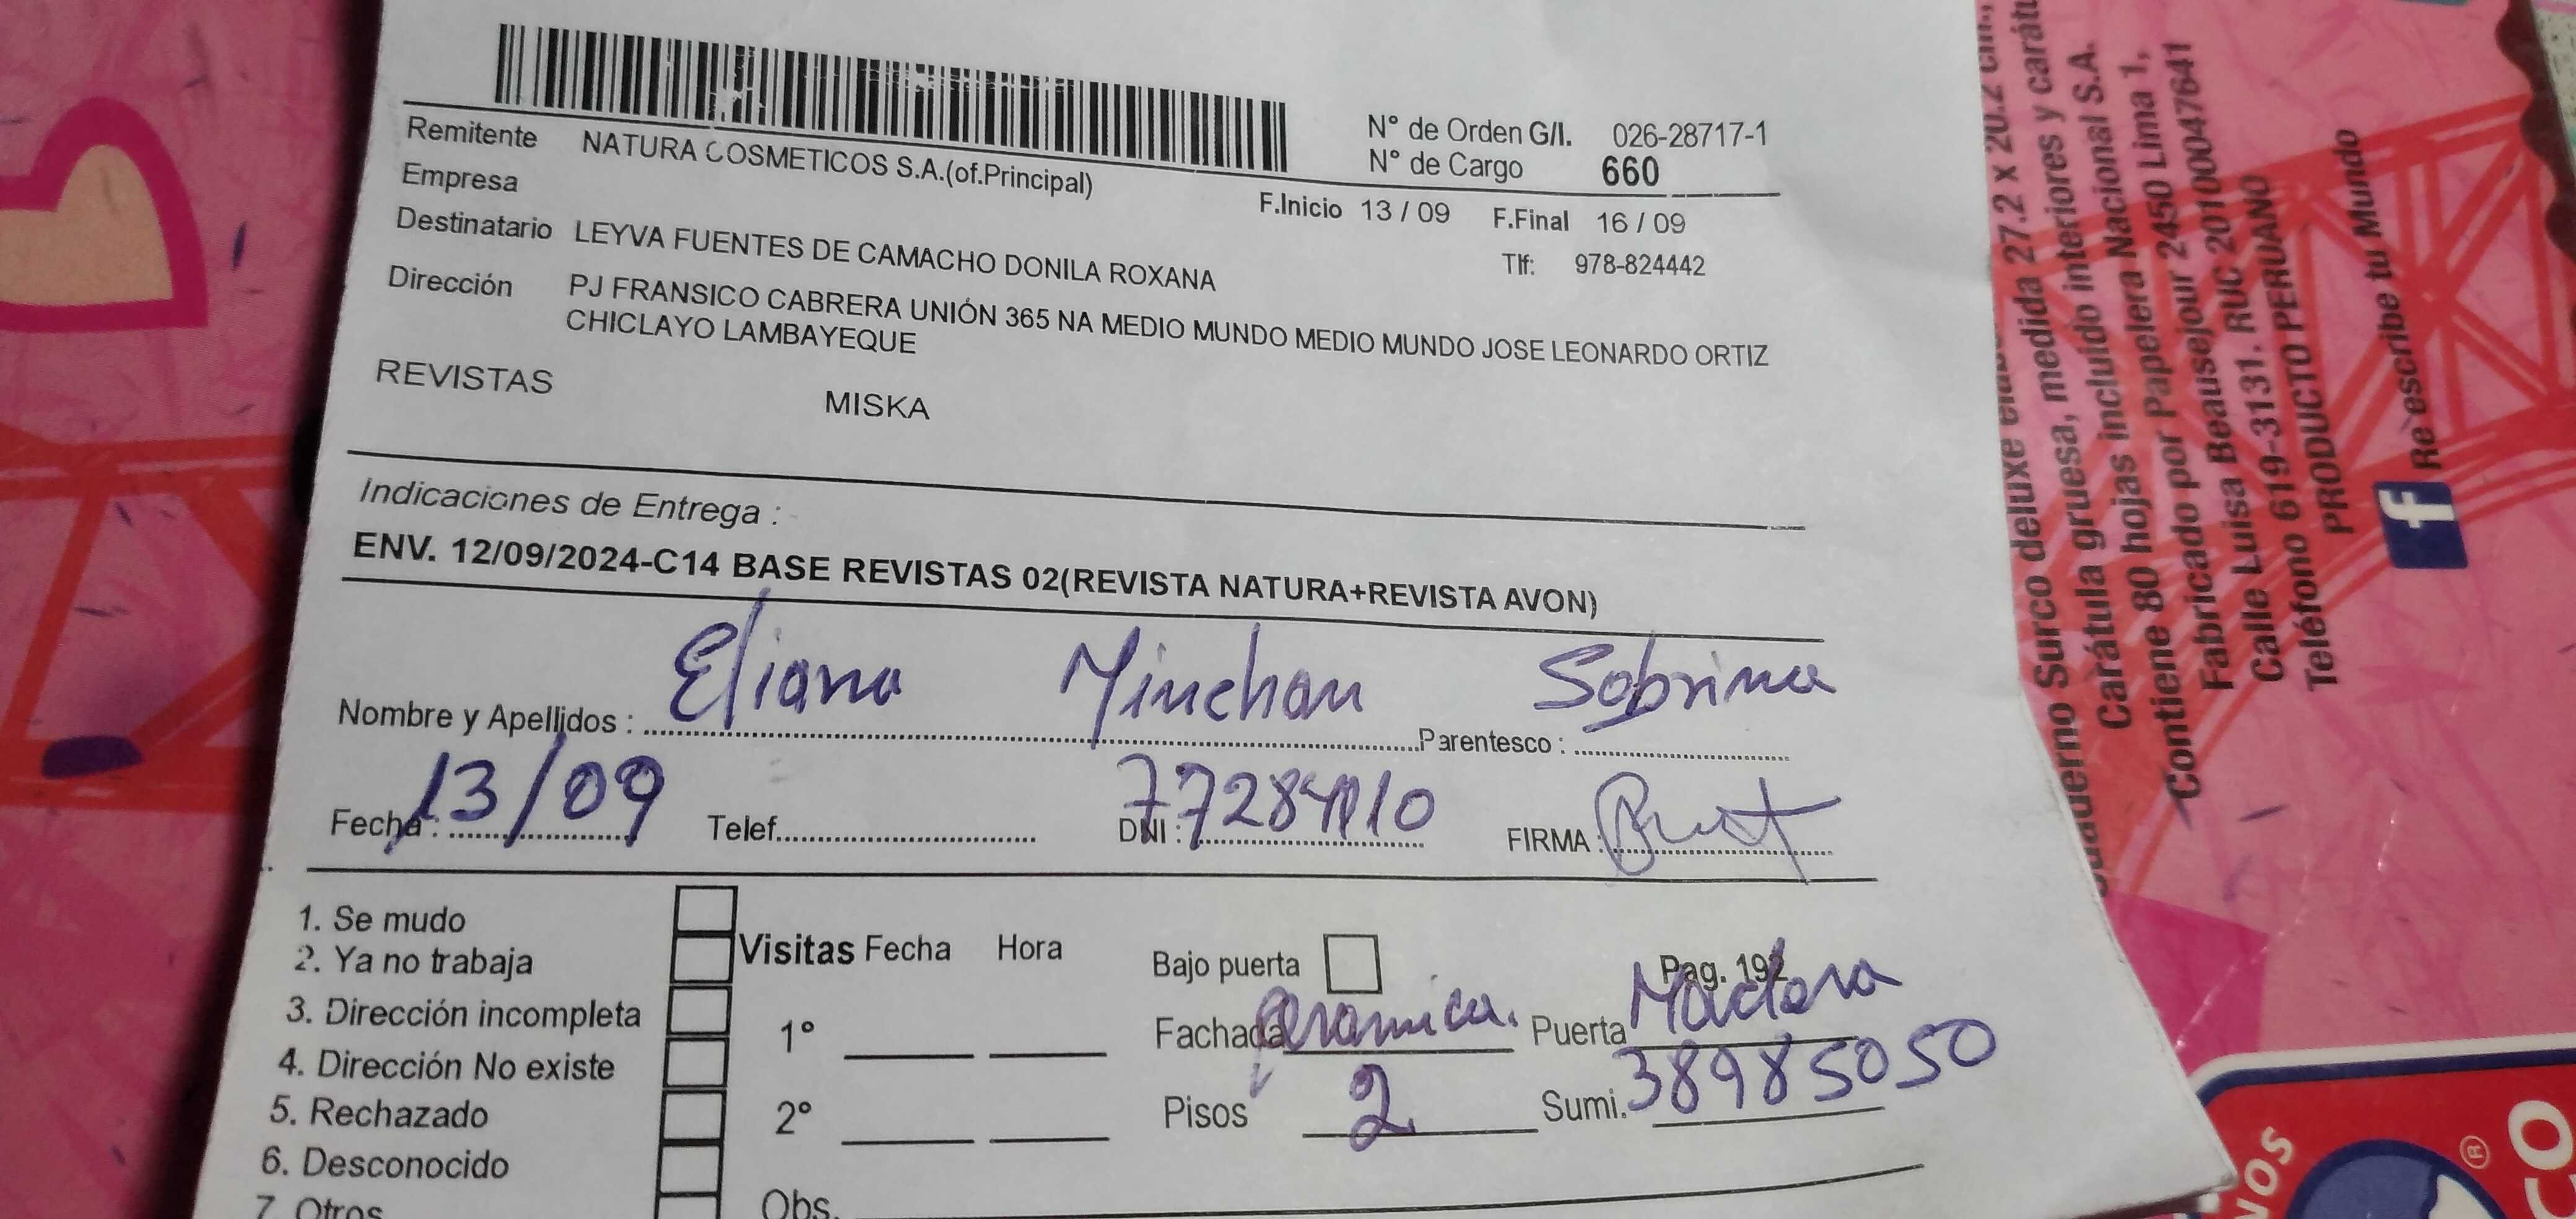 N° de Orden G/I. 026-28717-1
N° de Cargo 660
Remitente NATURA COSMETICOS S.A.(of.Principal)
Empresa
F.Inicio 13 / 09 F.Final 16 / 09
Destinatario LEYVA FUENTES DE CAMACHO DONILA ROXANA
Tlf: 978-824442
Dirección PJ FRANSICO CABRERA UNIÓN 365 NA MEDIO MUNDO MEDIO MUNDO JOSE LEONARDO ORTIZ
CHICLAYO LAMBAYEQUE
REVISTAS
MISKA
Indicaciones de Entrega :
ENV. 12/09/2024-C14 BASE REVISTAS 02(REVISTA NATURA+REVISTA AVON)
Nombre y Apellidos : Eliana Minchan Parentesco : Sobrina
Fecha : 13/09 Telef. DNI : FIRMA :
1. Se mudo
2. Ya no trabaja
3. Dirección incompleta
4. Dirección No existe
5. Rechazado
6. Desconocido
7. Otros
Visitas Fecha Hora
1°
2°
Obs.
Bajo puerta Pag. 192
Fachada Puerta Madera
Pisos 2 Sumi. 38985050
Surco deluxe medida 27.2 x 20.2
Carátula gruesa, incluido interiores y
Contiene 80 hojas incluido Nacional S.A.
Fabricado por Papelera
Calle Luisa Beausejour 2450 Lima 1,
Teléfono 619-3131. RUC 20100047641
PRODUCTO PERUANO
f Re escribe tu Mundo